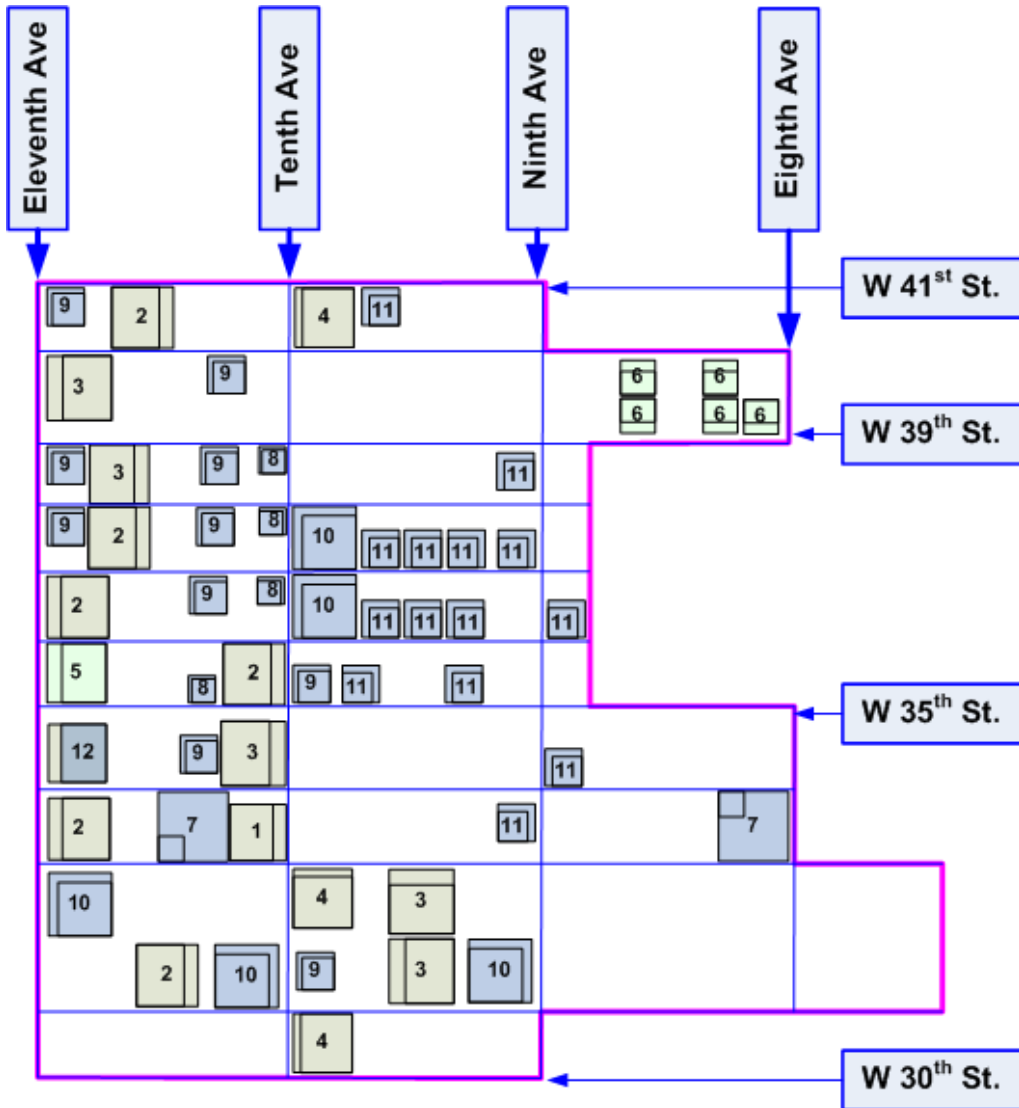 Eleventh Ave
Tenth Ave
Ninth Ave
Eighth Ave
W 41st St.
9 2 4 11
3 9 6 6
6 6 6
W 39th St.
9 3 9 8 11
9 2 9 8 10 11 11 11 11
2 9 8 10 11 11 11 11
5 8 2 9 11 11
W 35th St.
12 9 3 11
2 7 1 11 7
10 4 3
2 10 9 3 10
4
W 30th St.